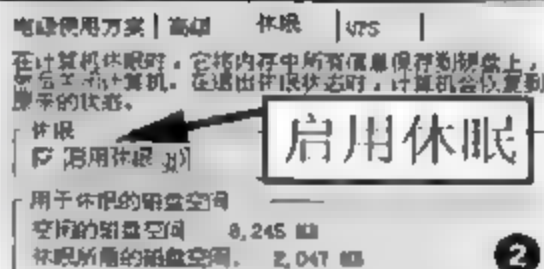 电源使用方案 高级 休眠 UPS
在计算机休眠时，它将内存中所有信息保存到硬盘上，
计算机。在退出休眠状态时，计算机会恢复到
原来的状态。
休眠
启用休眠(H)
启用休眠
用于休眠的磁盘空间
空闲的磁盘空间 8,245 MB
休眠所需的磁盘空间. 2,047 MB
2